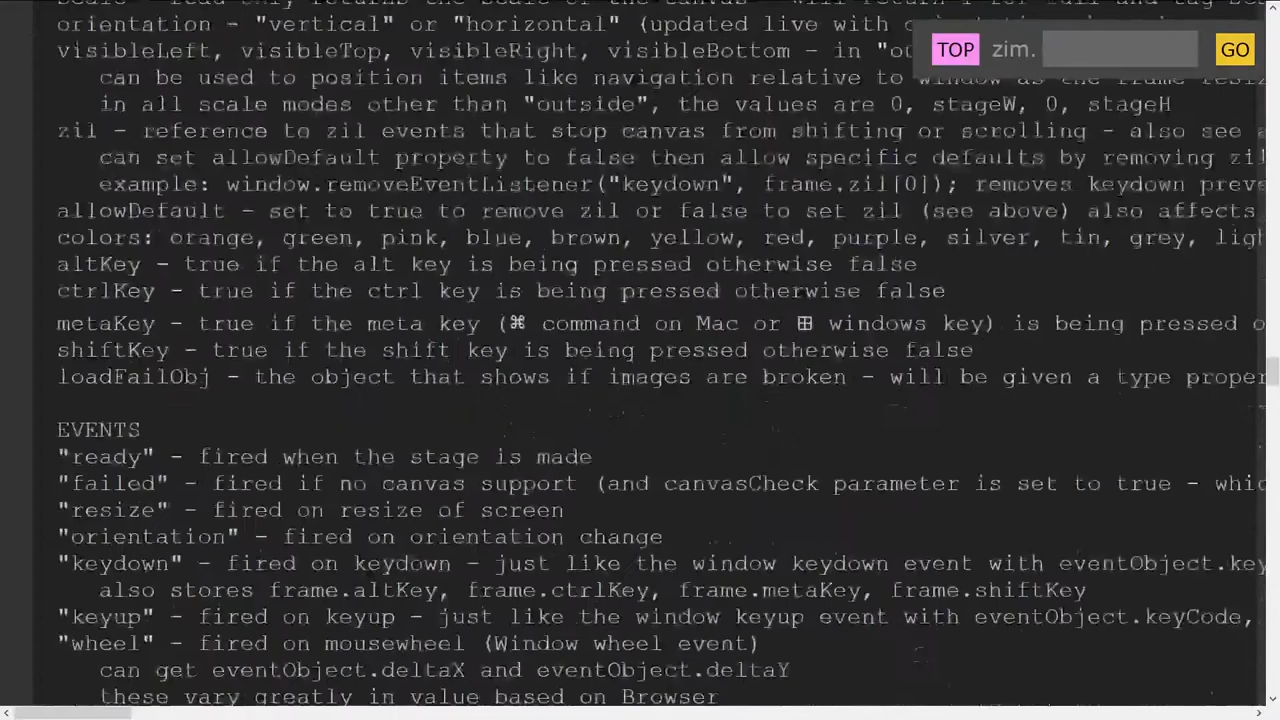 orientation - "vertical" or "horizontal" (updated live with
TOP zim. GO
visibleLeft, visibleTop, visibleRight, visibleBottom - in "ou
can be used to position items like navigation relative to window as the frame resiz
in all scale modes other than "outside", the values are 0, stageW, 0, stageH
zil - reference to zil events that stop canvas from shifting or scrolling - also see a
can set allowDefault property to false then allow specific defaults by removing zil
example: window.removeEventListener("keydown", frame.zil[0]); removes keydown preve
allowDefault - set to true to remove zil or false to set zil (see above) also affects
colors: orange, green, pink, blue, brown, yellow, red, purple, silver, tin, grey, lig
altKey - true if the alt key is being pressed otherwise false
ctrlKey - true if the ctrl key is being pressed otherwise false
metaKey - true if the meta key (⌘ command on Mac or ⊞ windows key) is being pressed o
shiftKey - true if the shift key is being pressed otherwise false
loadFailObj - the object that shows if images are broken - will be given a type proper
EVENTS
"ready" - fired when the stage is made
"failed" - fired if no canvas support (and canvasCheck parameter is set to true - whic
"resize" - fired on resize of screen
"orientation" - fired on orientation change
"keydown" - fired on keydown - just like the window keydown event with eventObject.key
also stores frame.altKey, frame.ctrlKey, frame.metaKey, frame.shiftKey
"keyup" - fired on keyup - just like the window keyup event with eventObject.keyCode,
"wheel" - fired on mousewheel (Window wheel event)
can get eventObject.deltaX and eventObject.deltaY
these vary greatly in value based on Browser